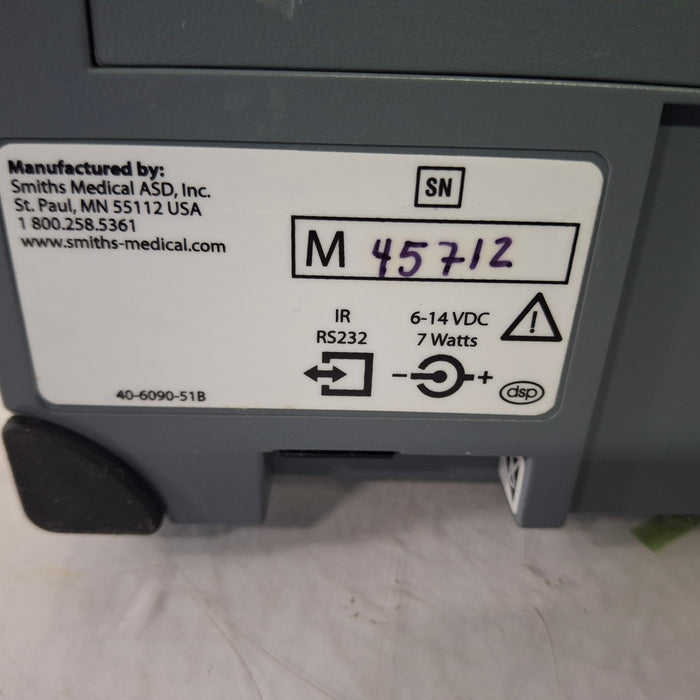 Manufactured by:
Smiths Medical ASD, Inc.
St. Paul, MN 55112 USA
1 800.258.5361
www.smiths-medical.com
SN
M 45712
IR
RS232
6-14 VDC
7 Watts
- +
dsp
40-6090-51B